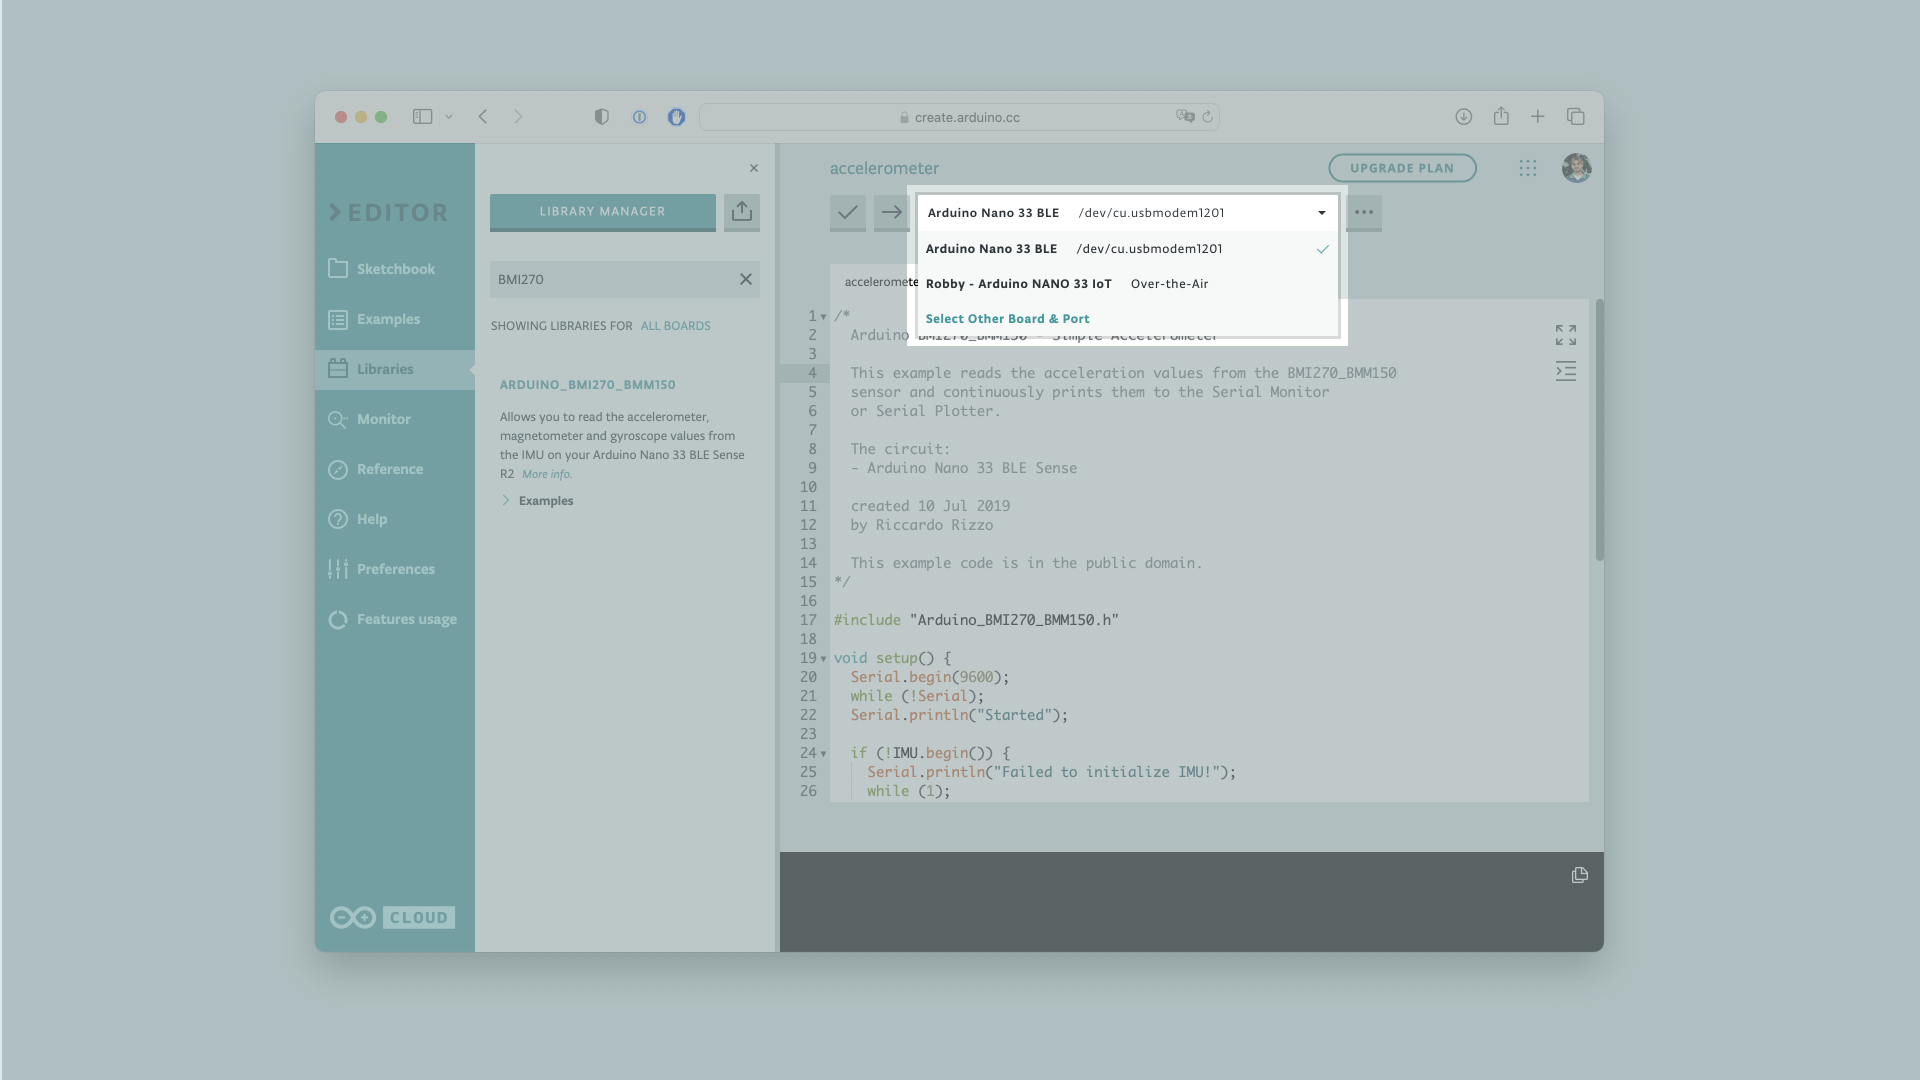 create.arduino.cc
accelerometer
UPGRADE PLAN
>EDITOR
LIBRARY MANAGER
Arduino Nano 33 BLE /dev/cu.usbmodem1201
Arduino Nano 33 BLE /dev/cu.usbmodem1201
Robby - Arduino NANO 33 IoT Over-the-Air
Select Other Board & Port
Sketchbook
Examples
Libraries
Monitor
Reference
Help
Preferences
Features usage
CLOUD
BMI270
SHOWING LIBRARIES FOR ALL BOARDS
ARDUINO_BMI270_BMM150
Allows you to read the accelerometer,
magnetometer and gyroscope values from
the IMU on your Arduino Nano 33 BLE Sense
R2 More info.
Examples
1 /*
2 Arduino BMI270_BMM150 - Simple Accelerometer
3
4 This example reads the acceleration values from the BMI270_BMM150
5 sensor and continuously prints them to the Serial Monitor
6 or Serial Plotter.
7
8 The circuit:
9 - Arduino Nano 33 BLE Sense
10
11 created 10 Jul 2019
12 by Riccardo Rizzo
13
14 This example code is in the public domain.
15 */
16
17 #include "Arduino_BMI270_BMM150.h"
18
19 void setup() {
20 Serial.begin(9600);
21 while (!Serial);
22 Serial.println("Started");
23
24 if (!IMU.begin()) {
25 Serial.println("Failed to initialize IMU!");
26 while (1);